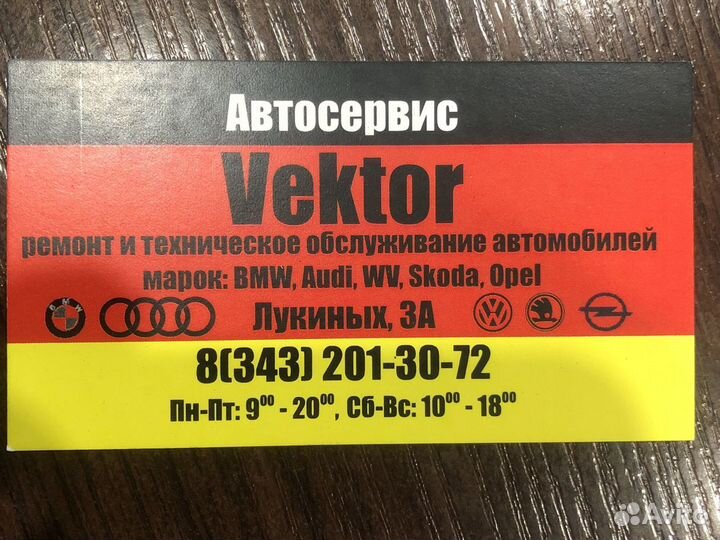 Автосервис
Vektor
ремонт и техническое обслуживание автомобилей
марок: BMW, Audi, WV, Skoda, Opel
BMW
Лукиных, 3А
8(343) 201-30-72
Пн-Пт: 9⁰⁰ - 20⁰⁰, Сб-Вс: 10⁰⁰ - 18⁰⁰
Avito